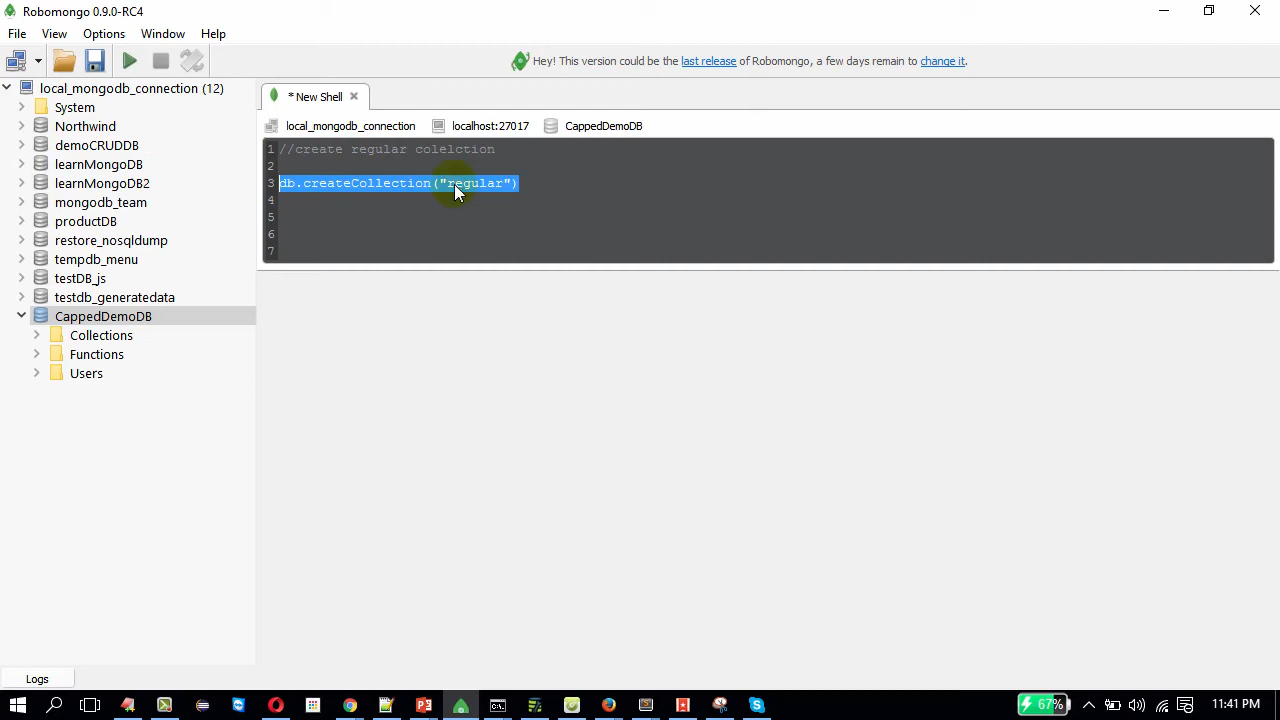 Robomongo 0.9.0-RC4
File View Options Window Help
Hey! This version could be the last release of Robomongo, a few days remain to change it.
local_mongodb_connection (12)
System
Northwind
demoCRUDDB
learnMongoDB
learnMongoDB2
mongodb_team
productDB
restore_nosqldump
tempdb_menu
testDB_js
testdb_generatedata
CappedDemoDB
Collections
Functions
Users
* New Shell
local_mongodb_connection localhost:27017 CappedDemoDB
1 //create regular colelction
2
3 db.createCollection("regular")
4
5
6
7
Logs
67%
11:41 PM